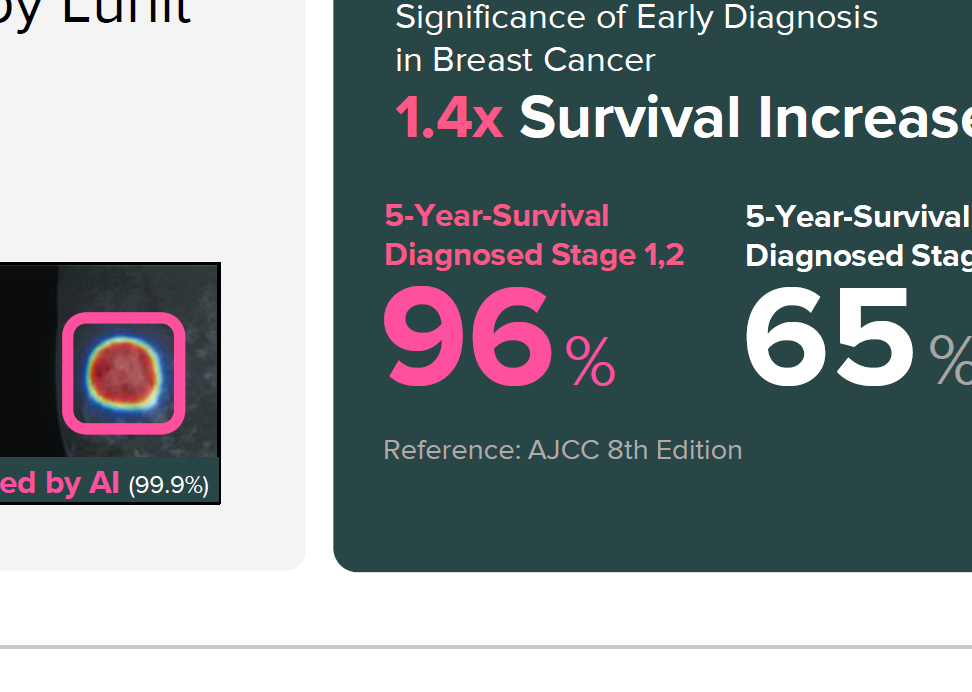 by Lunit
ed by AI (99.9%)
Significance of Early Diagnosis
in Breast Cancer
1.4x Survival Increase
5-Year-Survival
Diagnosed Stage 1,2
96%
5-Year-Survival
Diagnosed Stag
65%
Reference: AJCC 8th Edition